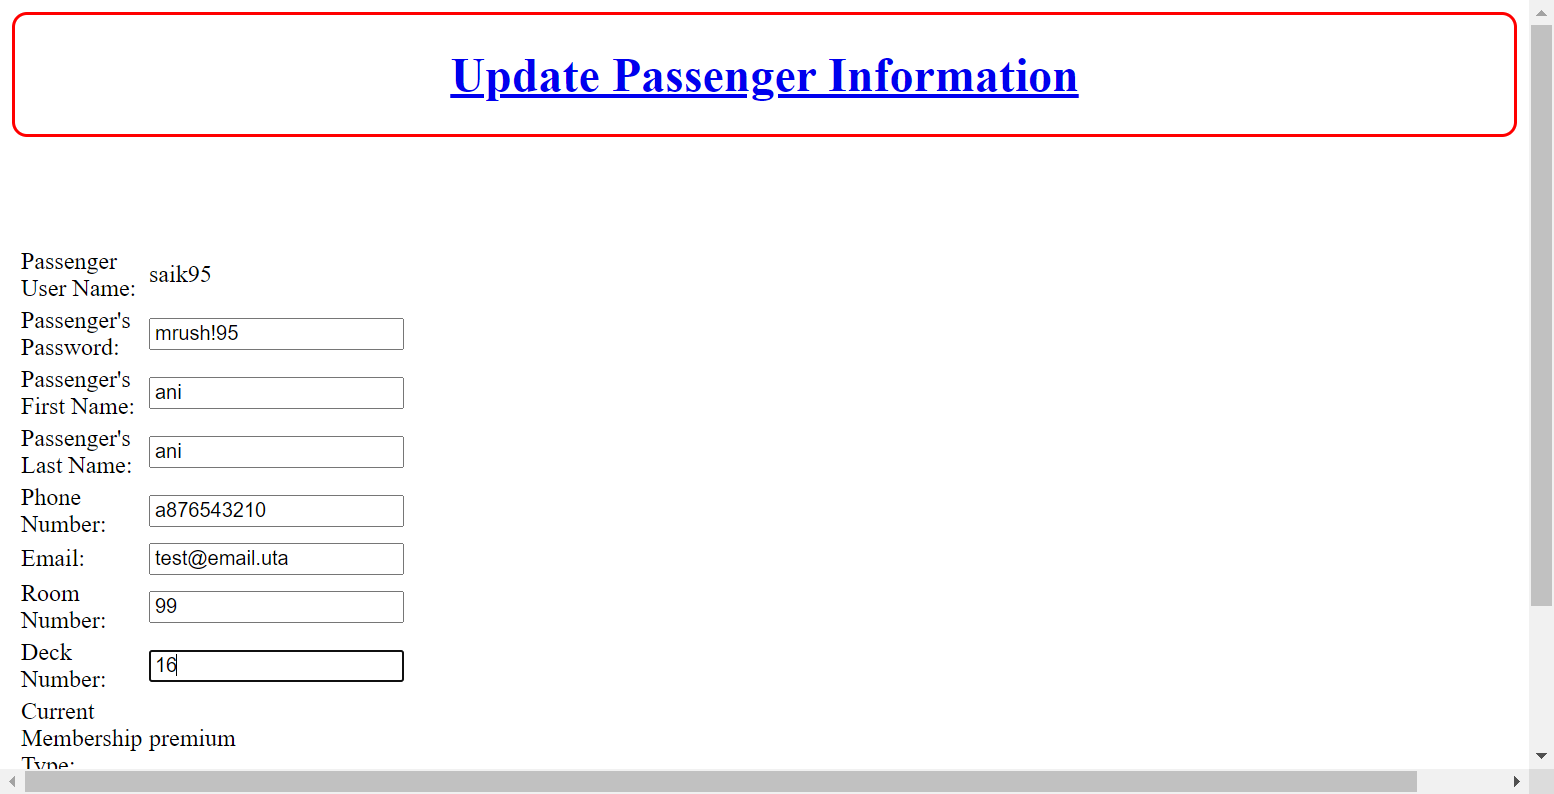 Update Passenger Information
Passenger
User Name:
saik95
Passenger's
Password:
mrush!95
Passenger's
First Name:
ani
Passenger's
Last Name:
ani
Phone
Number:
a876543210
Email:
test@email.uta
Room
Number:
99
Deck
Number:
16
Current
Membership premium
Type: